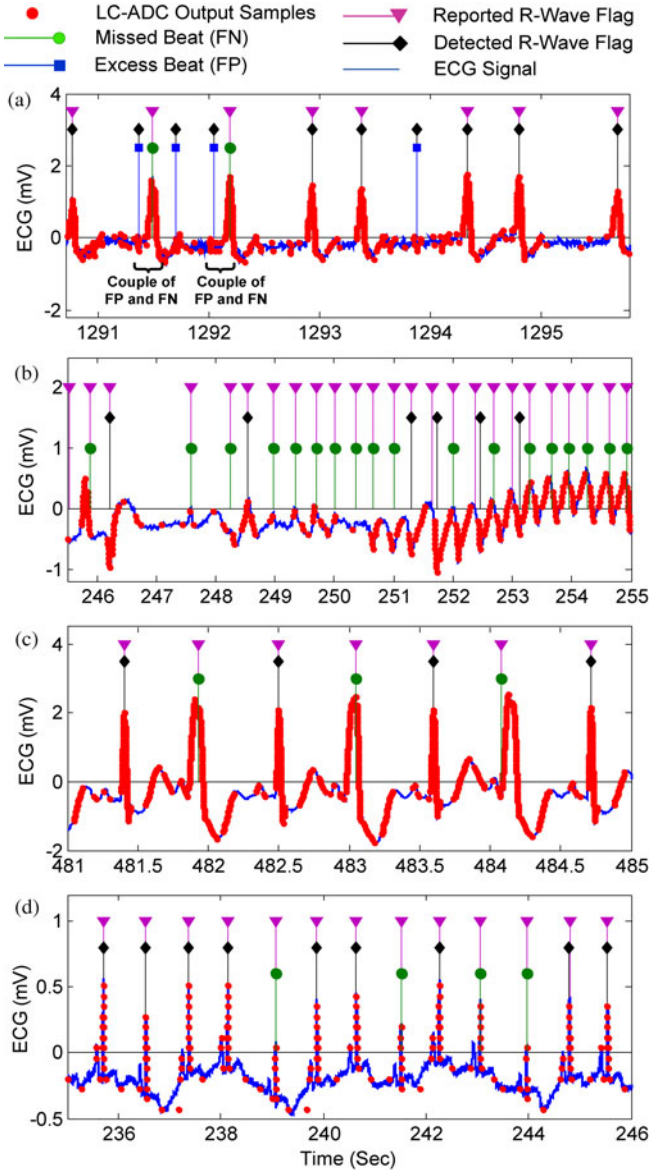 LC-ADC Output Samples
Reported R-Wave Flag
Missed Beat (FN)
Detected R-Wave Flag
Excess Beat (FP)
ECG Signal
(a)
4
2
0
-2
ECG (mV)
Couple of FP and FN
Couple of FP and FN
1291 1292 1293 1294 1295
(b)
2
1
0
-1
ECG (mV)
246 247 248 249 250 251 252 253 254 255
(c)
4
2
0
-2
ECG (mV)
481 481.5 482 482.5 483 483.5 484 484.5 485
(d)
1
0.5
0
-0.5
ECG (mV)
236 238 240 242 244 246
Time (Sec)